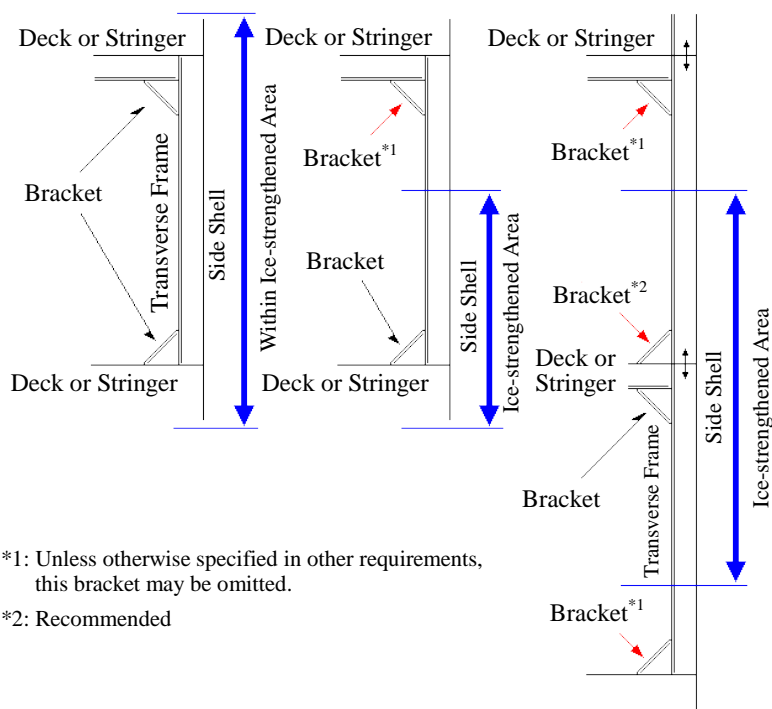 Deck or Stringer
Bracket
Transverse Frame
Side Shell
Within Ice-strengthened Area
Deck or Stringer
Deck or Stringer
Bracket*1
Bracket
Side Shell
Ice-strengthened Area
Deck or Stringer
Deck or Stringer
Bracket*1
Bracket*2
Deck or
Stringer
Bracket
Transverse Frame
Side Shell
Ice-strengthened Area
Bracket*1
*1: Unless otherwise specified in other requirements,
this bracket may be omitted.
*2: Recommended